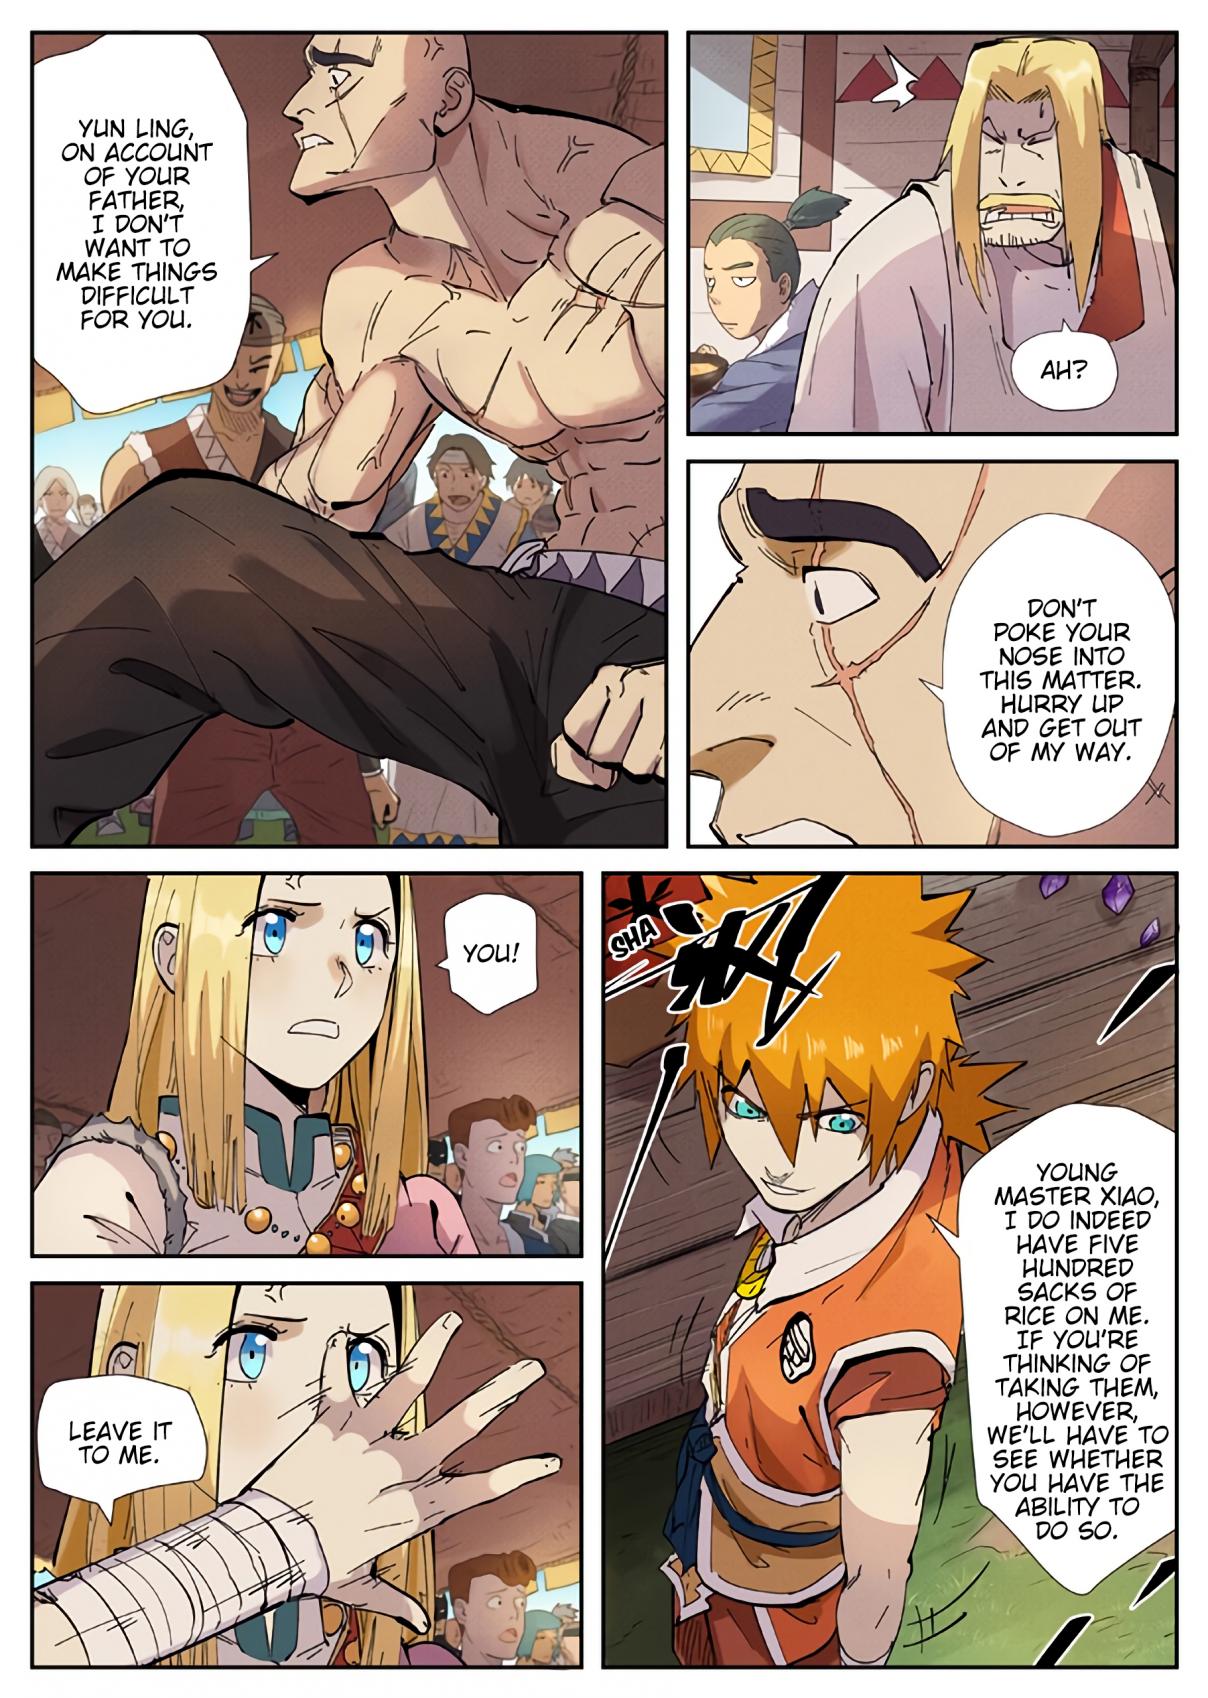 YUN LING,
ON ACCOUNT
OF YOUR
FATHER,
I DON'T
WANT TO
MAKE THINGS
DIFFICULT
FOR YOU.
AH?
DON'T
POKE YOUR
NOSE INTO
THIS MATTER.
HURRY UP
AND GET OUT
OF MY WAY.
YOU!
LEAVE IT
TO ME.
SHA
YOUNG
MASTER XIAO,
I DO INDEED
HAVE FIVE
HUNDRED
SACKS OF
RICE ON ME.
IF YOU'RE
THINKING OF
TAKING THEM,
HOWEVER,
WE'LL HAVE TO
SEE WHETHER
YOU HAVE THE
ABILITY TO
DO SO.